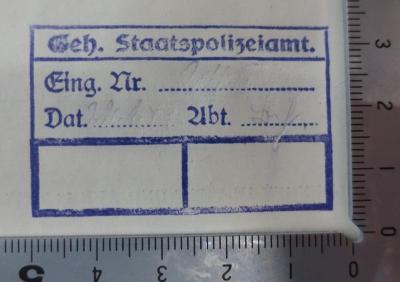 Geh. Staatspolizeiamt.
Eing. Nr.
Dat. Abt.
3
2
1
0
5 4 3 2 1 0